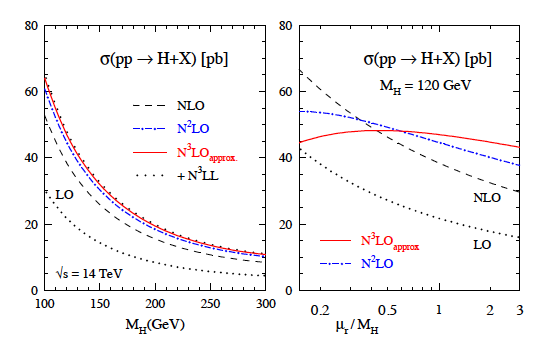 80
60
40
20
0
σ(pp → H+X) [pb]
NLO
N²LO
N³LOapprox.
+ N³LL
LO
√s = 14 TeV
100 150 200 250 300
M_H(GeV)
80
60
40
20
0
σ(pp → H+X) [pb]
M_H = 120 GeV
NLO
LO
N³LOapprox
N²LO
0.2 0.5 1 2 3
μ_r / M_H